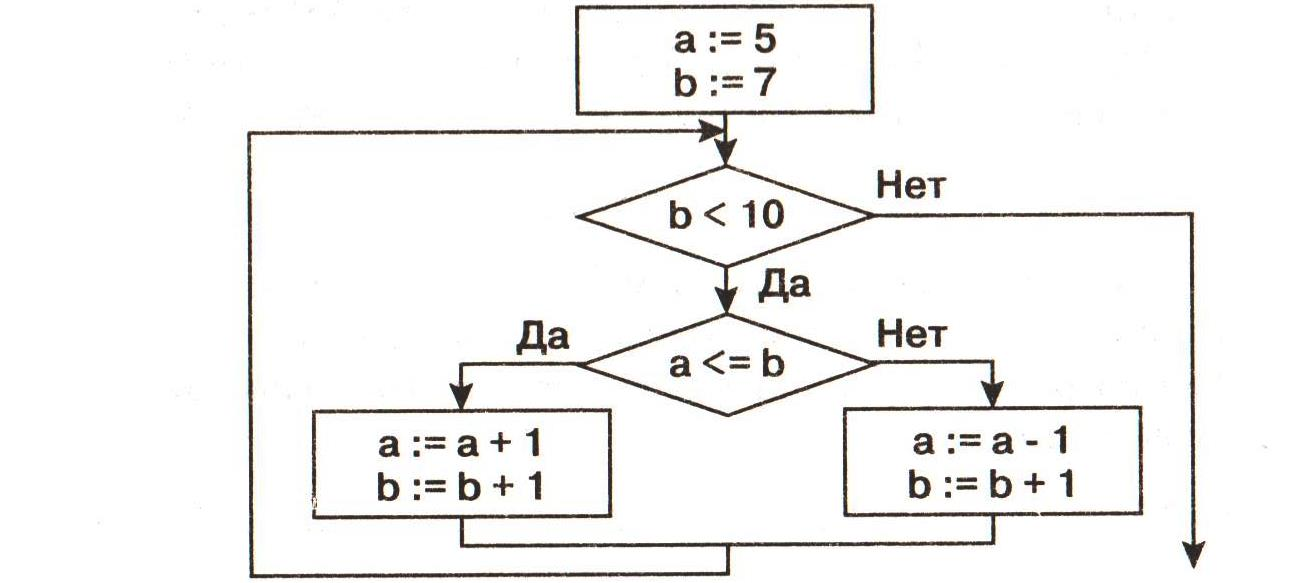 a := 5
b := 7
Нет
b < 10
Да
Да
Нет
a <= b
a := a + 1
b := b + 1
a := a - 1
b := b + 1